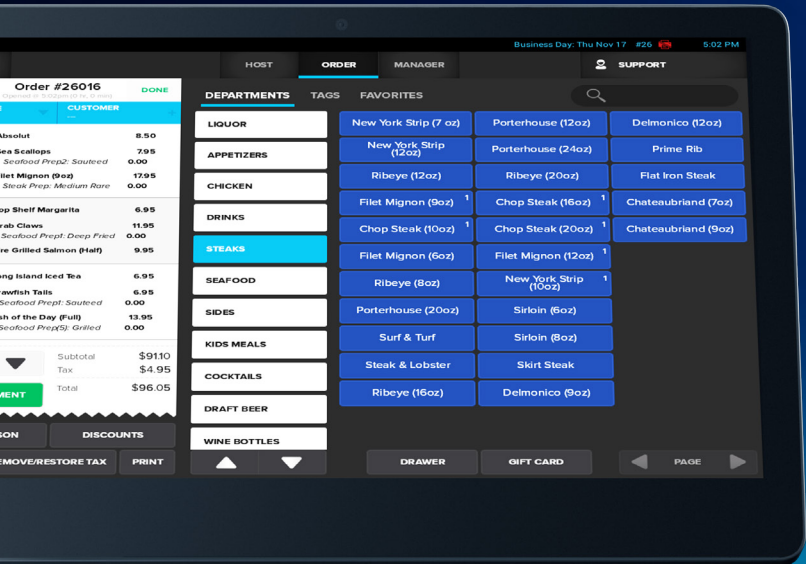 Business Day: Thu Nov 17 #26 5:02 PM
HOST ORDER MANAGER SUPPORT
Order #26016 DONE
CUSTOMER
Absolut 8.50
Sea Scallops 7.95
Seafood Prep2: Sauteed 0.00
Filet Mignon (9oz) 17.95
Steak Prep: Medium Rare 0.00
op Shelf Margarita 6.95
rab Claws 11.95
Seafood Prep1: Deep Fried 0.00
re Grilled Salmon (Half) 9.95
ong Island Iced Tea 6.95
rawfish Tails 6.95
Seafood Prep1: Sauteed 0.00
sh of the Day (Full) 13.95
Seafood Prep(5): Grilled 0.00
Subtotal $91.10
Tax $4.95
Total $96.05
MENT
SON DISCOUNTS
EMOVE/RESTORE TAX PRINT
DEPARTMENTS TAGS FAVORITES
LIQUOR
APPETIZERS
CHICKEN
DRINKS
STEAKS
SEAFOOD
SIDES
KIDS MEALS
COCKTAILS
DRAFT BEER
WINE BOTTLES
New York Strip (7 oz) Porterhouse (12oz) Delmonico (12oz)
New York Strip
(12oz) Porterhouse (24oz) Prime Rib
Ribeye (12oz) Ribeye (20oz) Flat Iron Steak
Filet Mignon (9oz) 1 Chop Steak (16oz) 1 Chateaubriand (7oz)
Chop Steak (10oz) 1 Chop Steak (20oz) 1 Chateaubriand (9oz)
Filet Mignon (6oz) Filet Mignon (12oz) 1
Ribeye (8oz) New York Strip 1
(10oz)
Porterhouse (20oz) Sirloin (6oz)
Surf & Turf Sirloin (8oz)
Steak & Lobster Skirt Steak
Ribeye (16oz) Delmonico (9oz)
DRAWER GIFT CARD PAGE